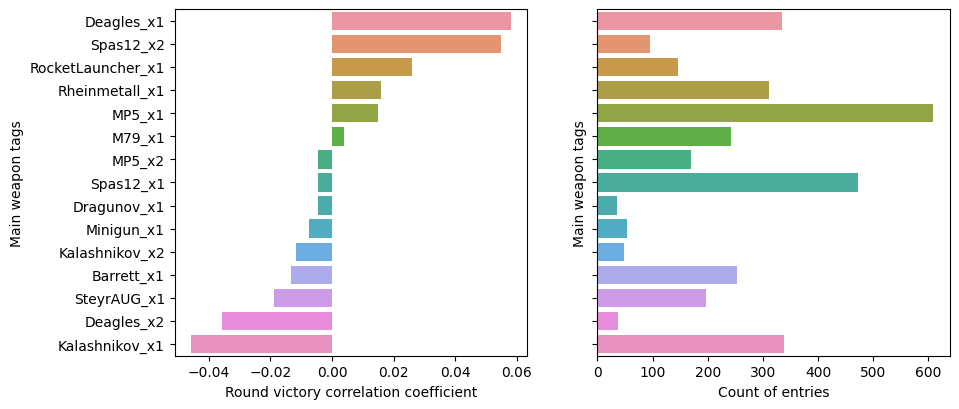 Main weapon tags
Deagles_x1
Spas12_x2
RocketLauncher_x1
Rheinmetall_x1
MP5_x1
M79_x1
MP5_x2
Spas12_x1
Dragunov_x1
Minigun_x1
Kalashnikov_x2
Barrett_x1
SteyrAUG_x1
Deagles_x2
Kalashnikov_x1
−0.04 −0.02 0.00 0.02 0.04 0.06
Round victory correlation coefficient
Main weapon tags
0 100 200 300 400 500 600
Count of entries